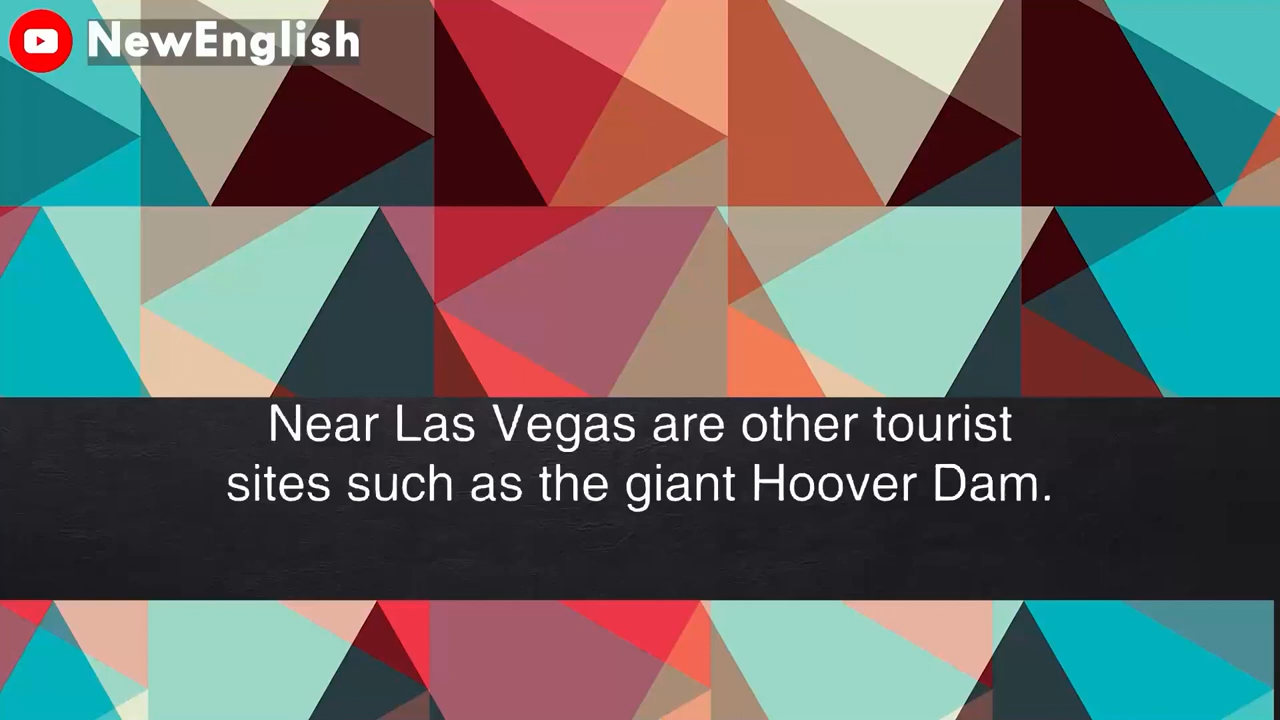 NewEnglish
Near Las Vegas are other tourist
sites such as the giant Hoover Dam.